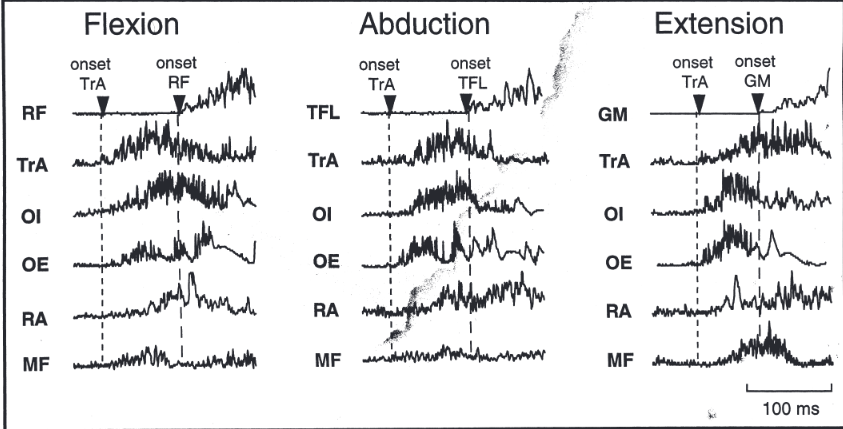 Flexion
onset
TrA
onset
RF
RF
TrA
OI
OE
RA
MF
Abduction
onset
TrA
onset
TFL
TFL
TrA
OI
OE
RA
MF
Extension
onset
TrA
onset
GM
GM
TrA
OI
OE
RA
MF
100 ms